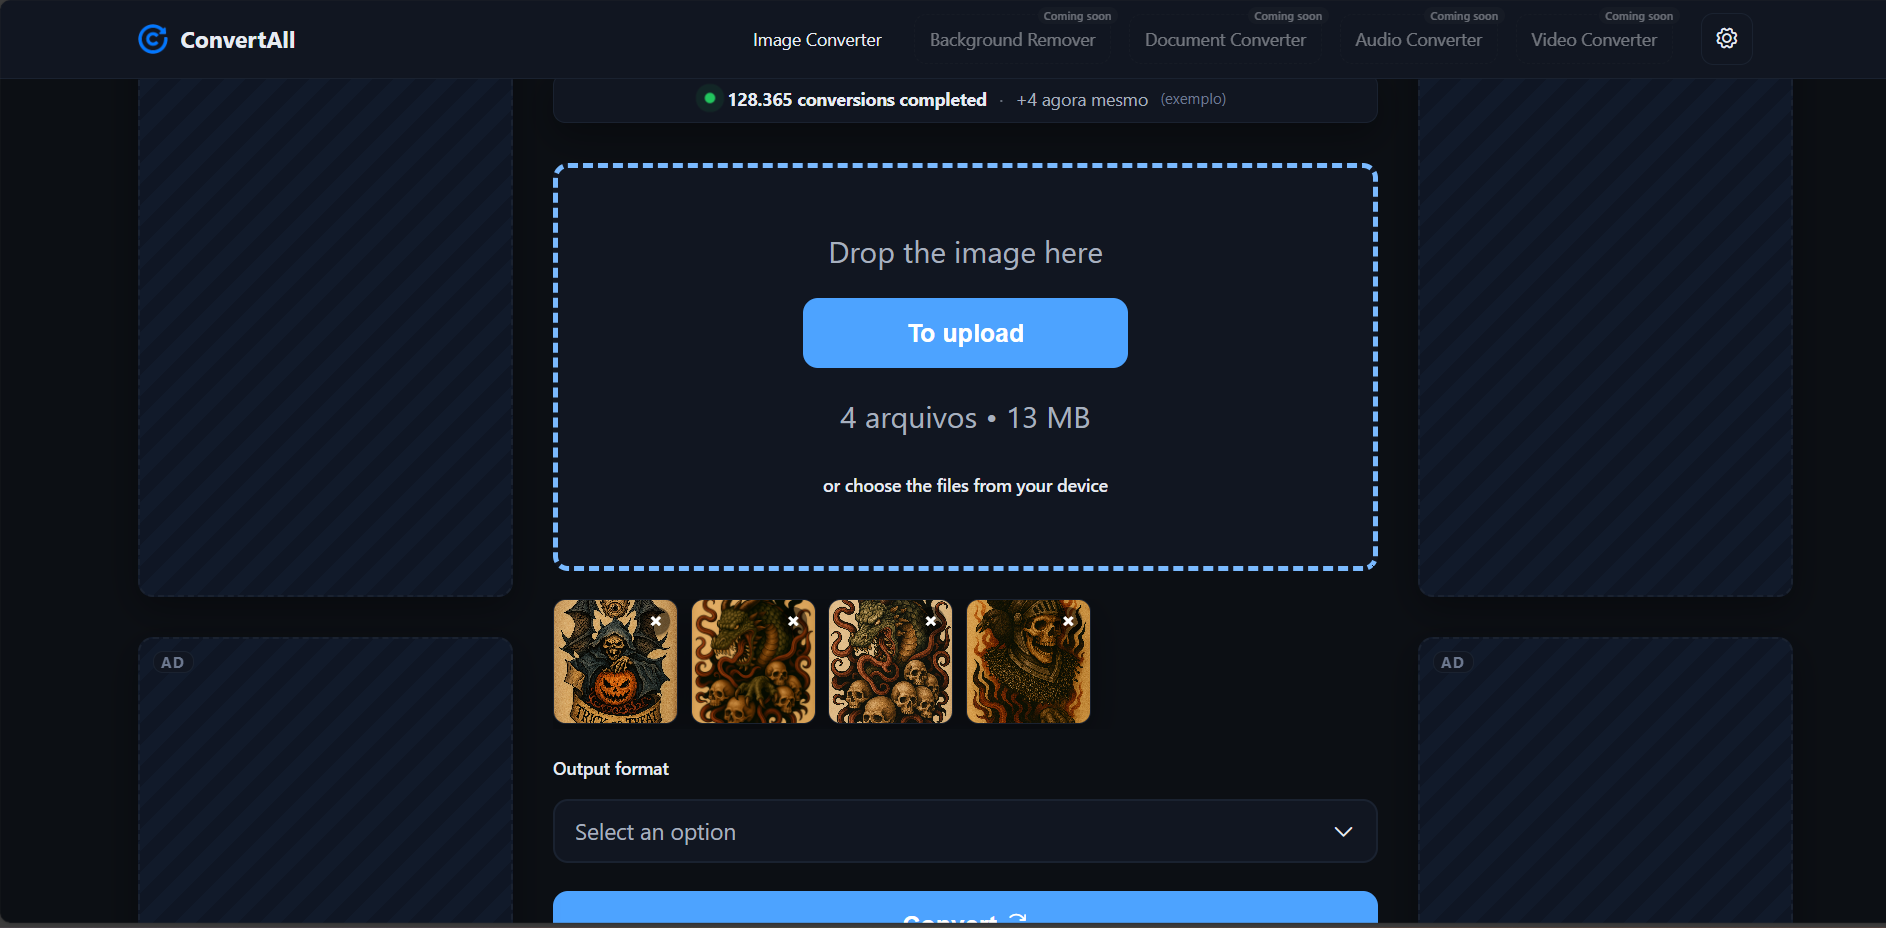 ConvertAll
Image Converter
Coming soon
Background Remover
Coming soon
Document Converter
Coming soon
Audio Converter
Coming soon
Video Converter
128.365 conversions completed · +4 agora mesmo (exemplo)
Drop the image here
To upload
4 arquivos • 13 MB
or choose the files from your device
TRICK TREAT
AD
AD
Output format
Select an option
Convert